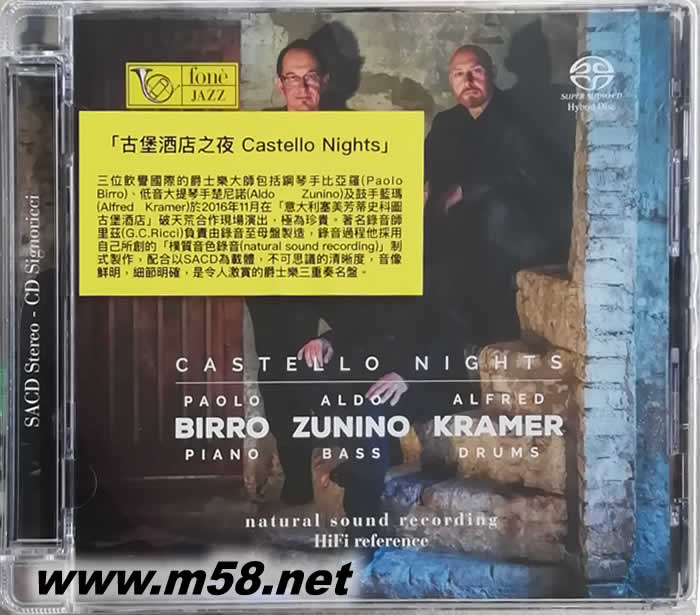 fonè
JAZZ
SUPER AUDIO CD
Hybrid Disc
「古堡酒店之夜 Castello Nights」
三位飲譽國際的爵士樂大師包括鋼琴手比亞羅(Paolo
Birro)、低音大提琴手楚尼諾(Aldo Zunino)及鼓手藍瑪
(Alfred Kramer)於2016年11月在「意大利塞美芳蒂史科圖
古堡酒店」破天荒合作現場演出，極為珍貴。著名錄音師
里茲(G.C.Ricci)負責由錄音至母盤製造，錄音過程他採用
自己所創的「樸質音色錄音(natural sound recording)」制
式製作，配合以SACD為載體，不可思議的清晰度，音像
鮮明，細節明確，是令人激賞的爵士樂三重奏名盤。
SACD Stereo - CD Signoricci
CASTELLO NIGHTS
PAOLO ALDO ALFRED
BIRRO ZUNINO KRAMER
PIANO BASS DRUMS
natural sound recording
HiFi reference
www.m58.net